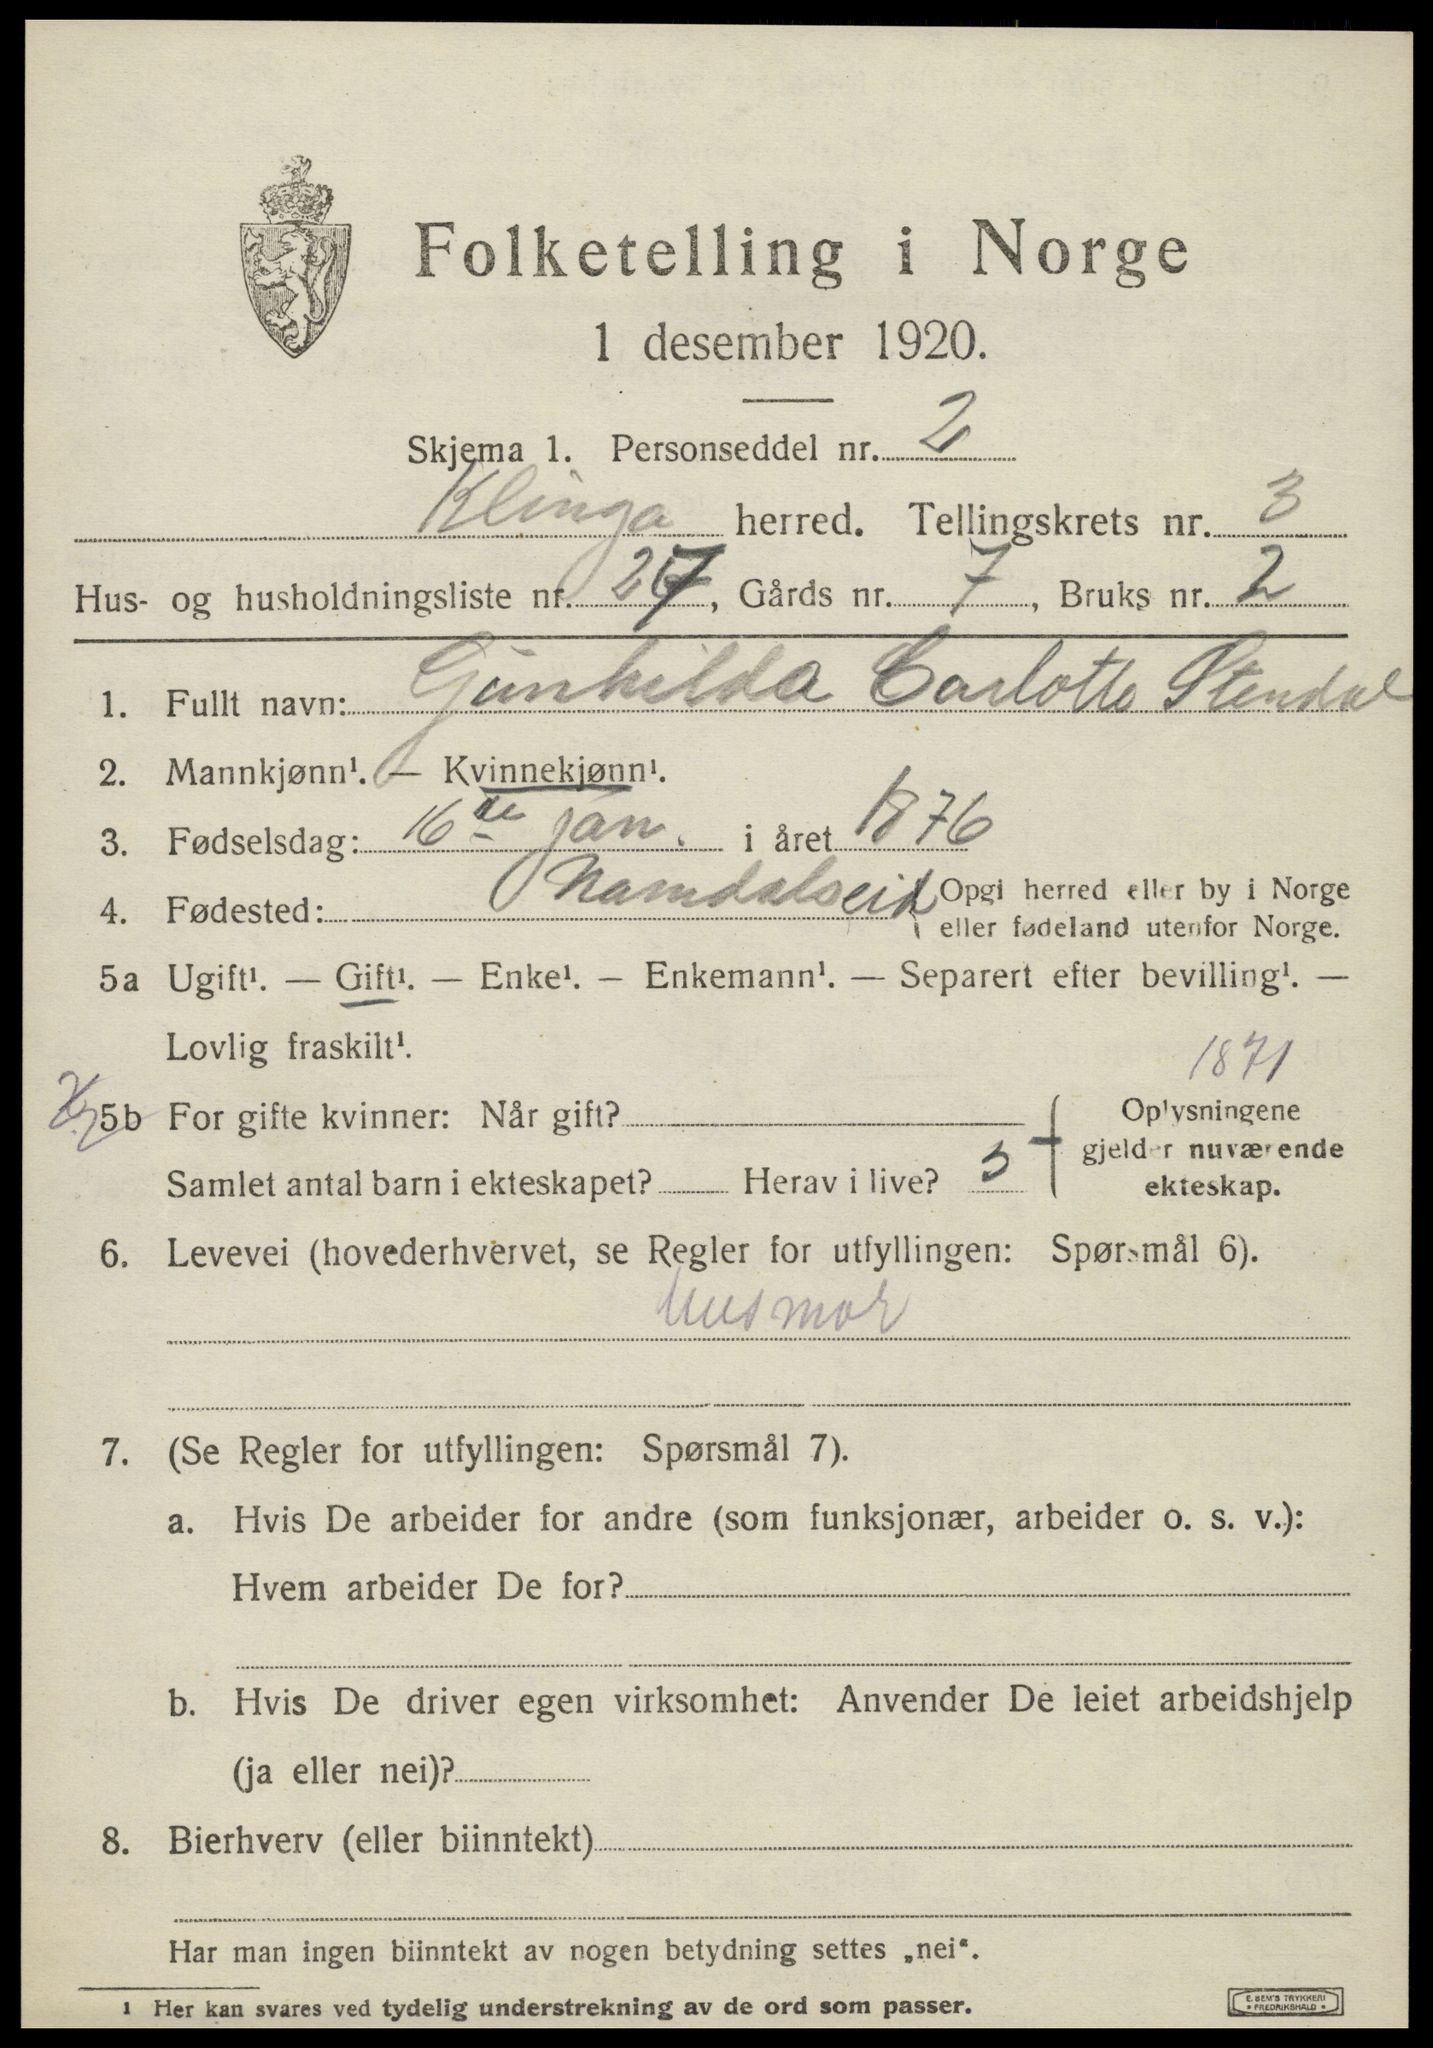 Folketelling i Norge
1 desember 1920.
Skjema 1. Personseddel nr. 2
Klinga herred. Tellingskrets nr. 3
Hus- og husholdningsliste nr. 27, Gårds nr. 7, Bruks nr. 2
1. Fullt navn: Gunhilda Carlotte Stendal
2. Mannkjønn¹. — Kvinnekjønn¹.
3. Fødselsdag: 16de jan. i året 1876
4. Fødested: Namdalseid Opgi herred eller by i Norge
eller fødeland utenfor Norge.
5a Ugift¹. — Gift¹. — Enke¹. — Enkemann¹. — Separert efter bevilling¹. —
Lovlig fraskilt¹.
1871
5b For gifte kvinner: Når gift? Oplysningene
gjelder nuværende
Samlet antal barn i ekteskapet? Herav i live? 3 ekteskap.
6. Levevei (hovederhvervet, se Regler for utfyllingen: Spørsmål 6).
Husmor
7. (Se Regler for utfyllingen: Spørsmål 7).
a. Hvis De arbeider for andre (som funksjonær, arbeider o. s. v.):
Hvem arbeider De for?
b. Hvis De driver egen virksomhet: Anvender De leiet arbeidshjelp
(ja eller nei)?
8. Bierhverv (eller biinntekt)
Har man ingen biinntekt av nogen betydning settes „nei“.
1 Her kan svares ved tydelig understrekning av de ord som passer.
E. SEM'S TRYKKERI
• FREDRIKSHALD •